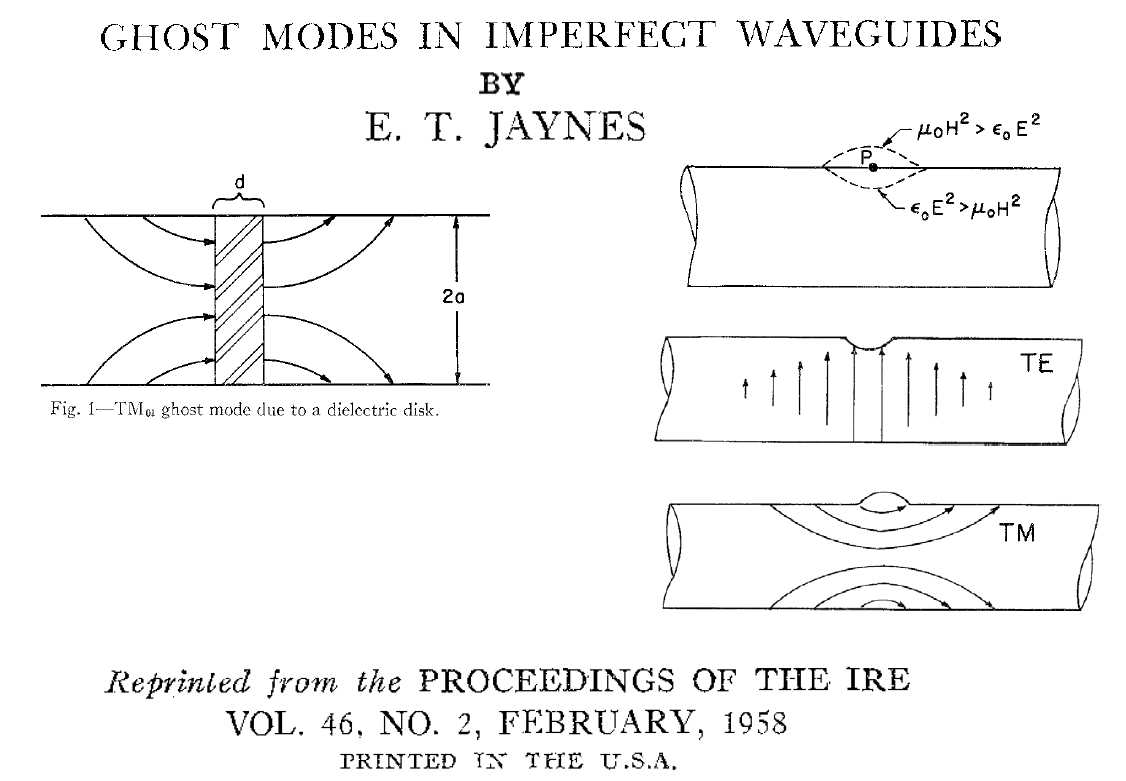 GHOST MODES IN IMPERFECT WAVEGUIDES
BY
E. T. JAYNES
d
2a
Fig. 1—TM₀₁ ghost mode due to a dielectric disk.
μ₀H² > ϵ₀E²
P
ϵ₀E² > μ₀H²
TE
TM
Reprinted from the PROCEEDINGS OF THE IRE
VOL. 46, NO. 2, FEBRUARY, 1958
PRINTED IN THE U.S.A.